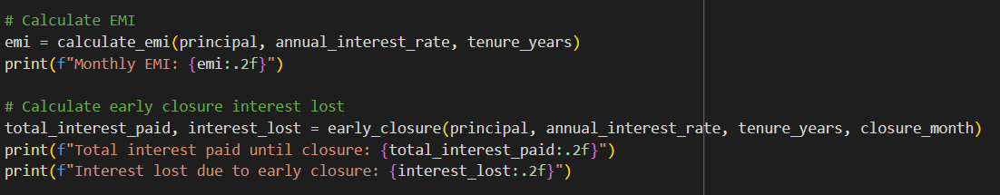 # Calculate EMI
emi = calculate_emi(principal, annual_interest_rate, tenure_years)
print(f"Monthly EMI: {emi:.2f}")
# Calculate early closure interest lost
total_interest_paid, interest_lost = early_closure(principal, annual_interest_rate, tenure_years, closure_month)
print(f"Total interest paid until closure: {total_interest_paid:.2f}")
print(f"Interest lost due to early closure: {interest_lost:.2f}")